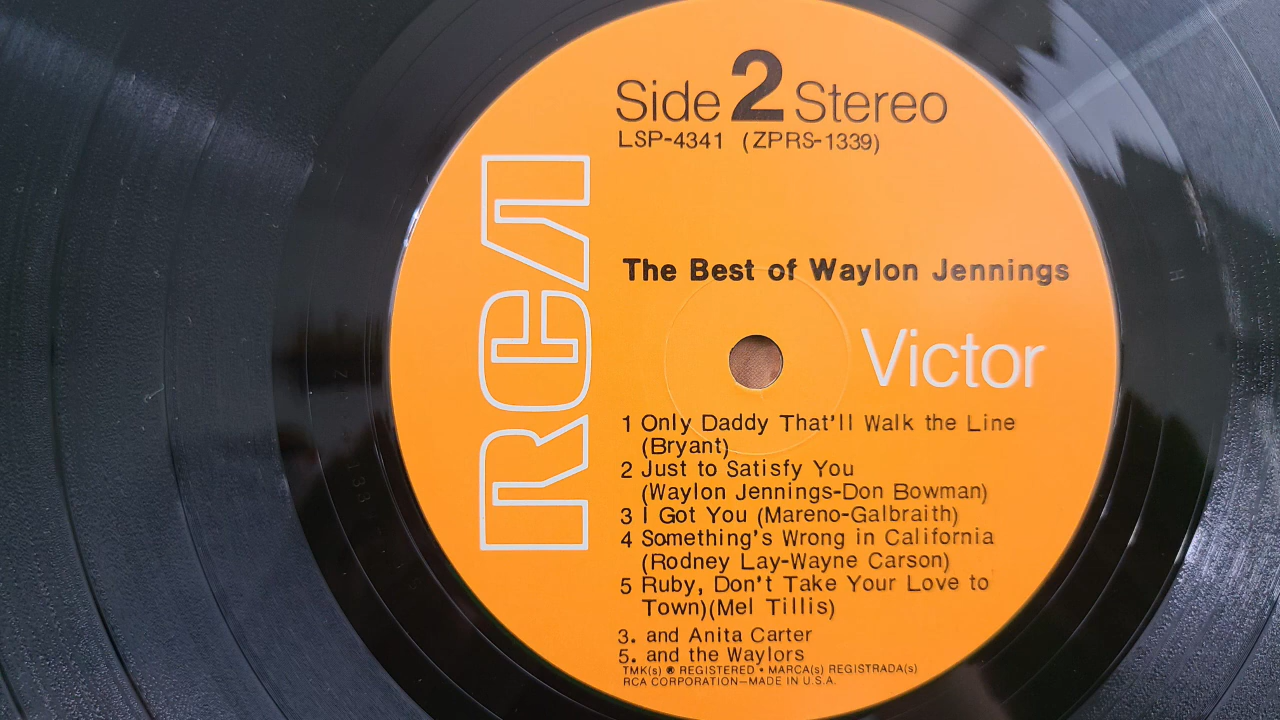 Side 2 Stereo
LSP-4341 (ZPRS-1339)
RCA
The Best of Waylon Jennings
Victor
1 Only Daddy That'll Walk the Line
(Bryant)
2 Just to Satisfy You
(Waylon Jennings-Don Bowman)
3 I Got You (Mareno-Galbraith)
4 Something's Wrong in California
(Rodney Lay-Wayne Carson)
5 Ruby, Don't Take Your Love to
Town)(Mel Tillis)
3. and Anita Carter
5. and the Waylors
TMK(s) ® REGISTERED • MARCA(s) REGISTRADA(s)
RCA CORPORATION—MADE IN U.S.A.